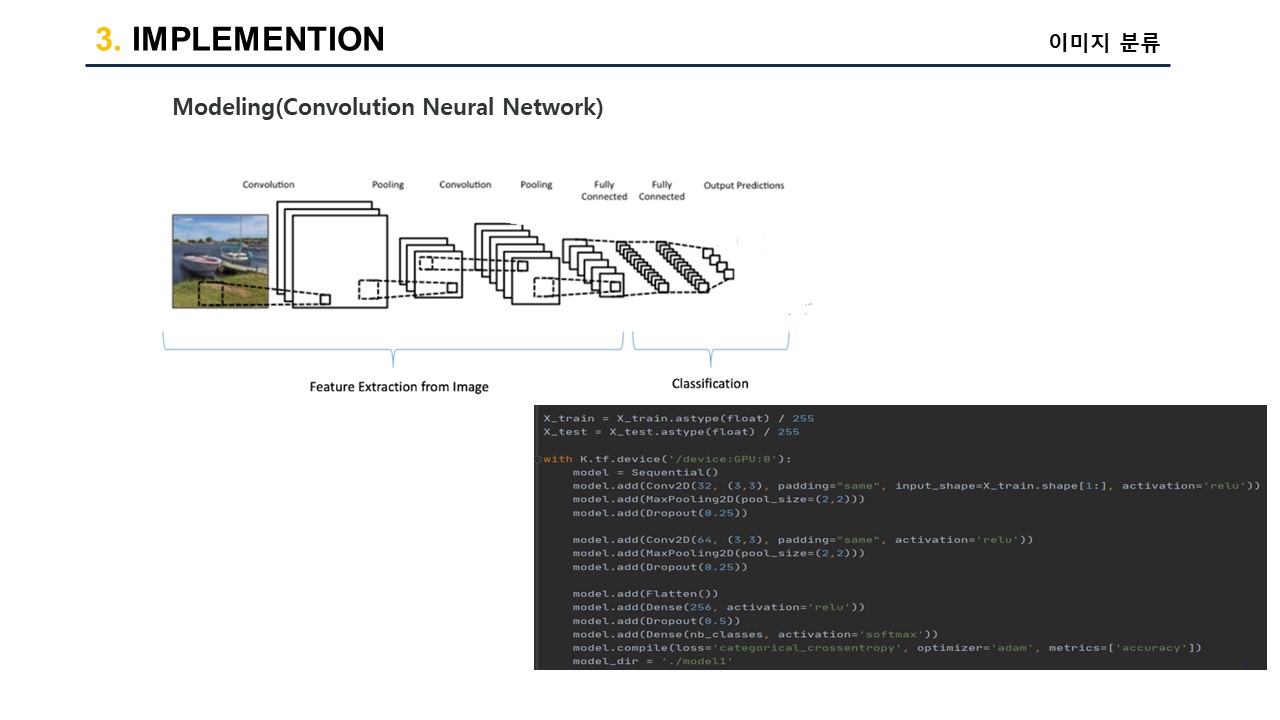 3. IMPLEMENTION
이미지 분류
Modeling(Convolution Neural Network)
Convolution
Pooling
Convolution
Pooling
Fully
Connected
Fully
Connected
Output Predictions
Feature Extraction from Image
Classification
X_train = X_train.astype(float) / 255
X_test = X_test.astype(float) / 255
with K.tf.device('/device:GPU:0'):
model = Sequential()
model.add(Conv2D(32, (3,3), padding="same", input_shape=X_train.shape[1:], activation='relu'))
model.add(MaxPooling2D(pool_size=(2,2)))
model.add(Dropout(0.25))
model.add(Conv2D(64, (3,3), padding="same", activation='relu'))
model.add(MaxPooling2D(pool_size=(2,2)))
model.add(Dropout(0.25))
model.add(Flatten())
model.add(Dense(256, activation='relu'))
model.add(Dropout(0.5))
model.add(Dense(nb_classes, activation='softmax'))
model.compile(loss='categorical_crossentropy', optimizer='adam', metrics=['accuracy'])
model_dir = './model1'